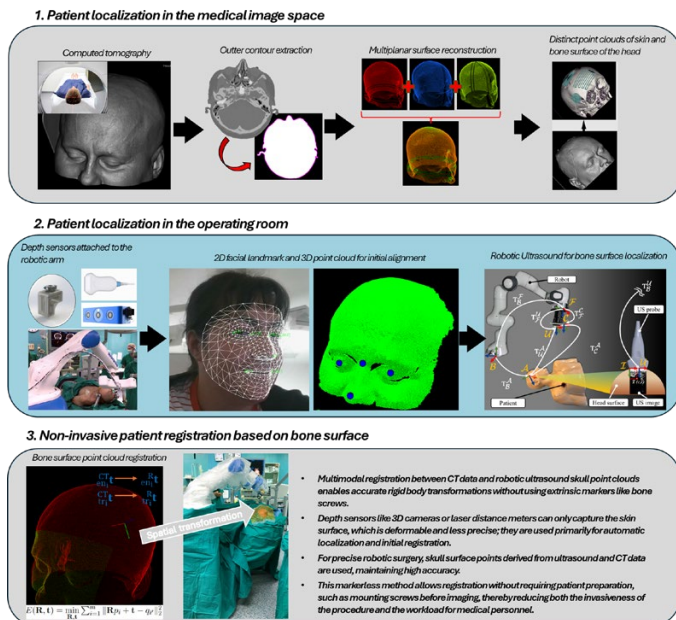 1. Patient localization in the medical image space
Computed tomography
Outter contour extraction
Multiplanar surface reconstruction
Distinct point clouds of skin and
bone surface of the head
2. Patient localization in the operating room
Depth sensors attached to the
robotic arm
2D facial landmark and 3D point cloud for initial alignment
Robotic Ultrasound for bone surface localization
Robot
US probe
Patient
Head surface
US image
3. Non-invasive patient registration based on bone surface
Bone surface point cloud registration
Spatial transformation
• Multimodal registration between CT data and robotic ultrasound skull point clouds
enables accurate rigid body transformations without using extrinsic markers like bone
screws.
• Depth sensors like 3D cameras or laser distance meters can only capture the skin
surface, which is deformable and less precise; they are used primarily for automatic
localization and initial registration.
• For precise robotic surgery, skull surface points derived from ultrasound and CT data
are used, maintaining high accuracy.
• This markerless method allows registration without requiring patient preparation,
such as mounting screws before imaging, thereby reducing both the invasiveness of
the procedure and the workload for medical personnel.